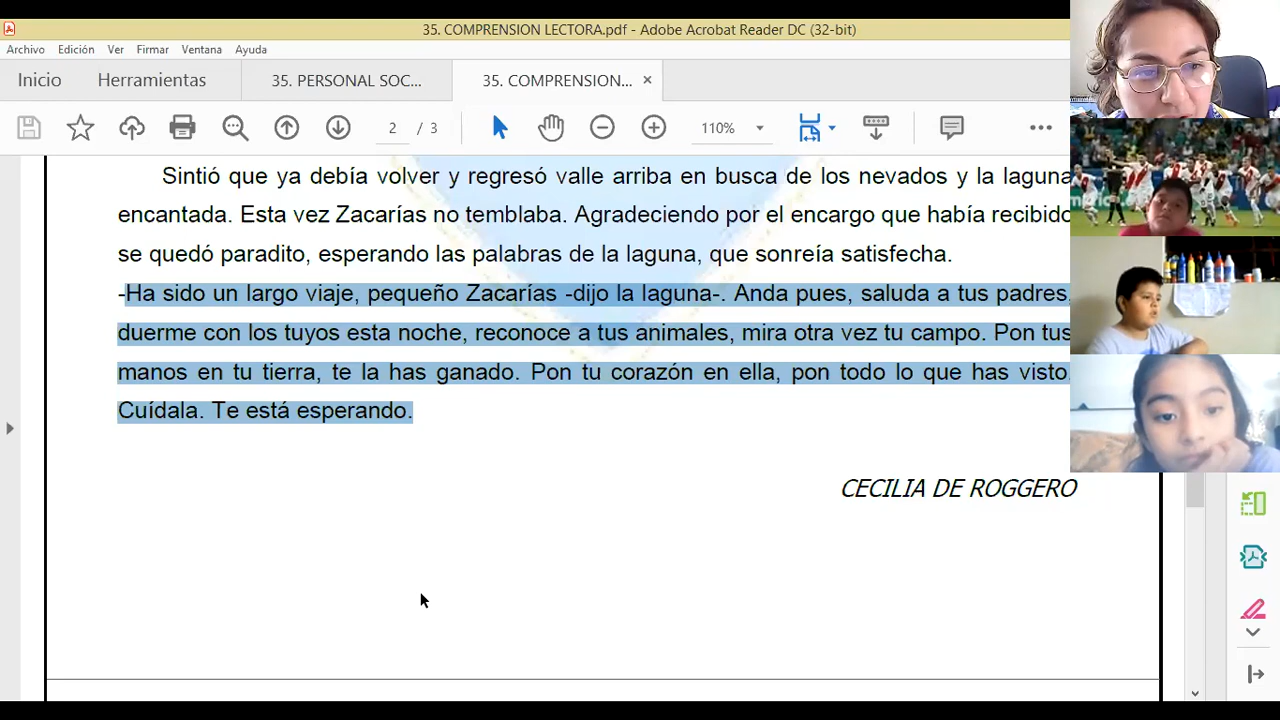 35. COMPRENSION LECTORA.pdf - Adobe Acrobat Reader DC (32-bit)
Archivo Edición Ver Firmar Ventana Ayuda
Inicio Herramientas 35. PERSONAL SOC... 35. COMPRENSION... ×
2 / 3 110%
Sintió que ya debía volver y regresó valle arriba en busca de los nevados y la laguna
encantada. Esta vez Zacarías no temblaba. Agradeciendo por el encargo que había recibido
se quedó paradito, esperando las palabras de la laguna, que sonreía satisfecha.
-Ha sido un largo viaje, pequeño Zacarías -dijo la laguna-. Anda pues, saluda a tus padres,
duerme con los tuyos esta noche, reconoce a tus animales, mira otra vez tu campo. Pon tus
manos en tu tierra, te la has ganado. Pon tu corazón en ella, pon todo lo que has visto.
Cuídala. Te está esperando.
CECILIA DE ROGGERO